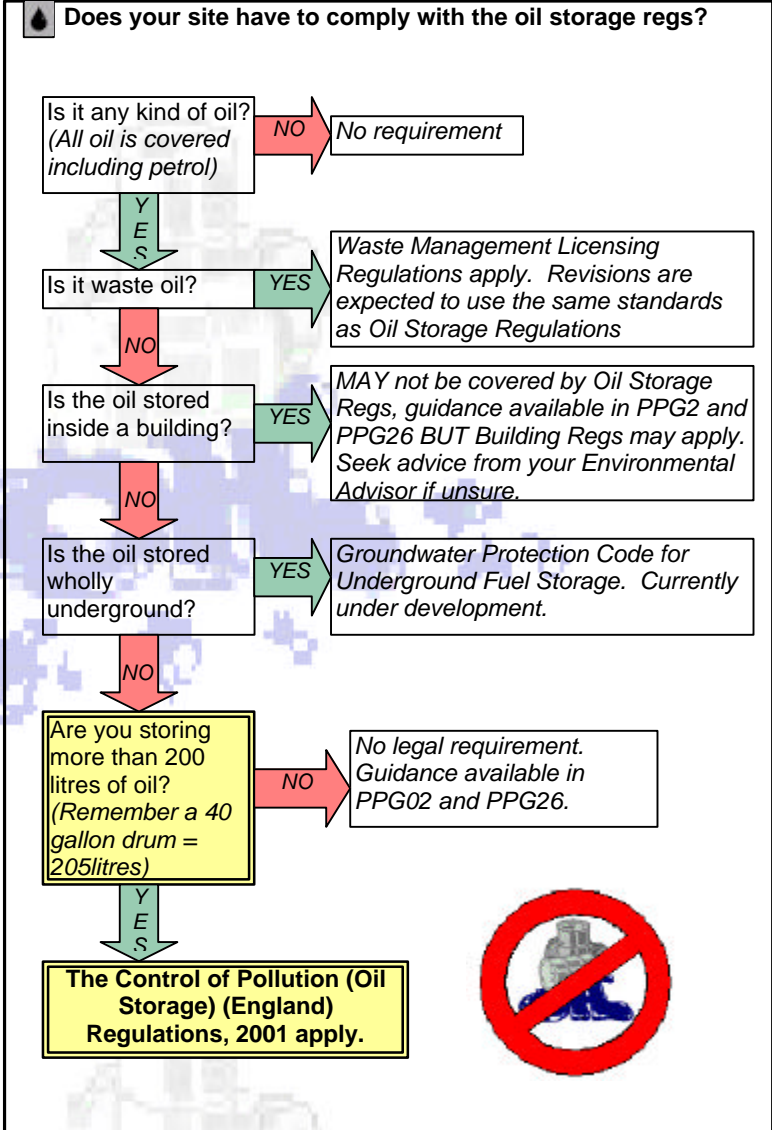 Does your site have to comply with the oil storage regs?
Is it any kind of oil?
(All oil is covered
including petrol)
NO
No requirement
Y
E
S
Is it waste oil?
YES
Waste Management Licensing
Regulations apply. Revisions are
expected to use the same standards
as Oil Storage Regulations
NO
Is the oil stored
inside a building?
YES
MAY not be covered by Oil Storage
Regs, guidance available in PPG2 and
PPG26 BUT Building Regs may apply.
Seek advice from your Environmental
Advisor if unsure.
NO
Is the oil stored
wholly
underground?
YES
Groundwater Protection Code for
Underground Fuel Storage. Currently
under development.
NO
Are you storing
more than 200
litres of oil?
(Remember a 40
gallon drum =
205litres)
NO
No legal requirement.
Guidance available in
PPG02 and PPG26.
Y
E
S
The Control of Pollution (Oil
Storage) (England)
Regulations, 2001 apply.